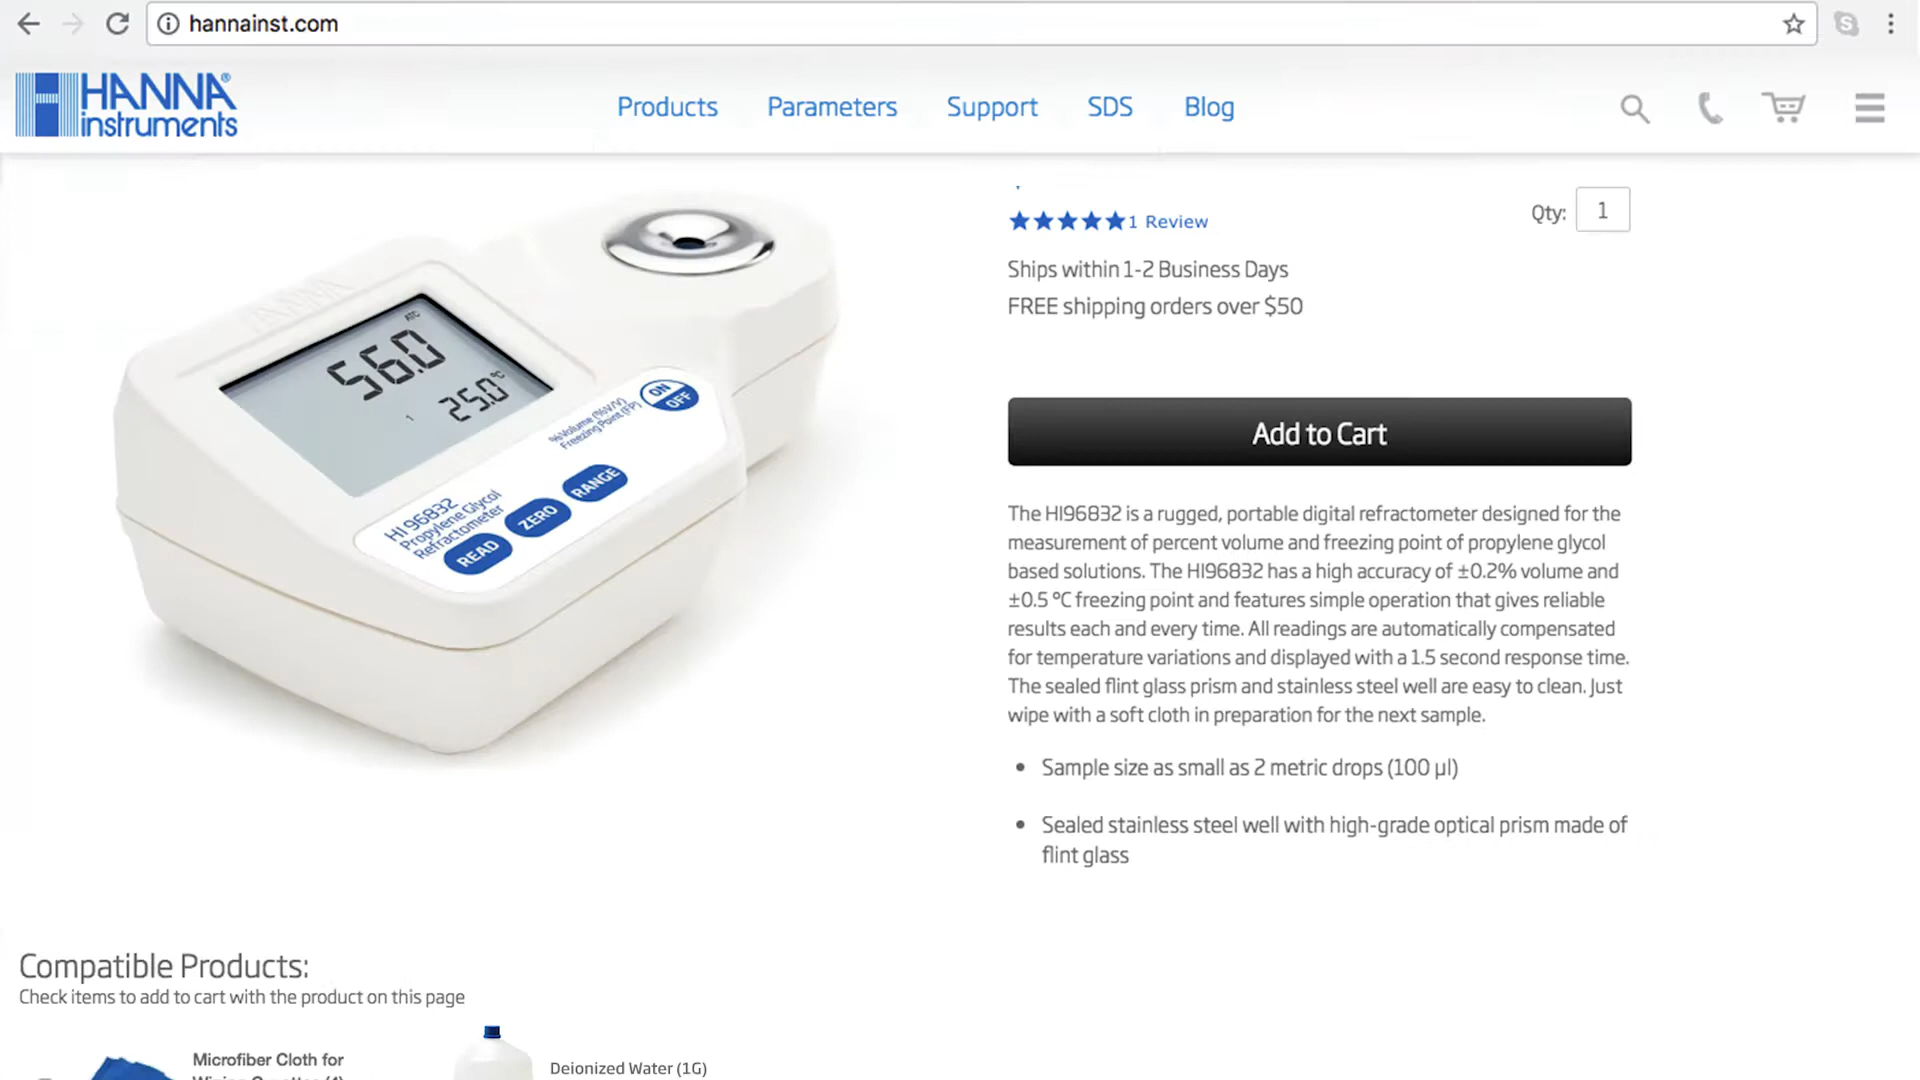 hannainst.com
HANNA®
instruments
Products Parameters Support SDS Blog
1 Review
Qty: 1
Ships within 1-2 Business Days
FREE shipping orders over $50
Add to Cart
HANNA
ATC
56.0
1 25.0 °C
%Volume (%V/V)
Freezing Point (FP)
ON
OFF
HI96832
Propylene Glycol
Refractometer
READ
ZERO
RANGE
The HI96832 is a rugged, portable digital refractometer designed for the
measurement of percent volume and freezing point of propylene glycol
based solutions. The HI96832 has a high accuracy of ±0.2% volume and
±0.5 °C freezing point and features simple operation that gives reliable
results each and every time. All readings are automatically compensated
for temperature variations and displayed with a 1.5 second response time.
The sealed flint glass prism and stainless steel well are easy to clean. Just
wipe with a soft cloth in preparation for the next sample.
• Sample size as small as 2 metric drops (100 µl)
• Sealed stainless steel well with high-grade optical prism made of
flint glass
Compatible Products:
Check items to add to cart with the product on this page
Microfiber Cloth for
Deionized Water (1G)